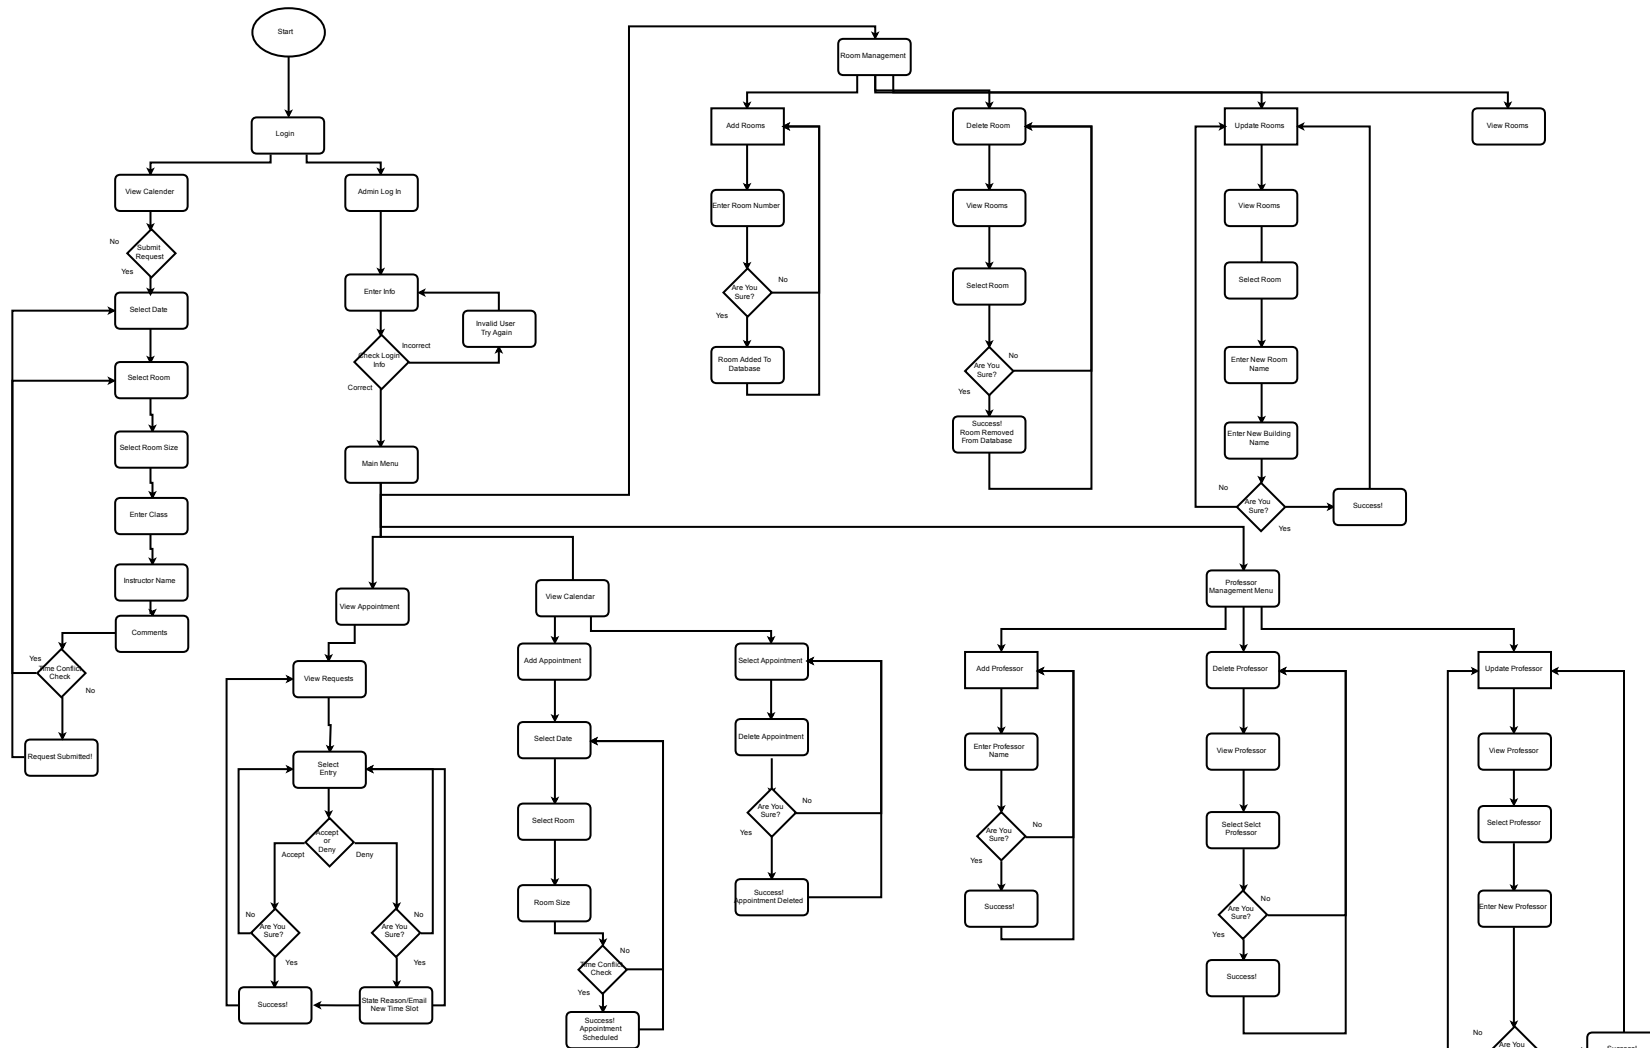 Start
Login
View Calender
Submit
Request
No
Yes
Select Date
Select Room
Select Room Size
Enter Class
Instructor Name
Comments
Yes
Time Conflict
Check
No
Request Submitted!
Admin Log In
Enter Info
Invalid User
Try Again
Check Login
Info
Incorrect
Correct
Main Menu
Room Management
Add Rooms
Enter Room Number
Are You
Sure?
No
Yes
Room Added To
Database
Delete Room
View Rooms
Select Room
Are You
Sure?
No
Yes
Success!
Room Removed
From Database
Update Rooms
View Rooms
Select Room
Enter New Room
Name
Enter New Building
Name
Are You
Sure?
No
Yes
Success!
View Rooms
View Appointment
View Requests
Select
Entry
Accept
or
Deny
Accept
Deny
No
Are You
Sure?
Yes
No
Are You
Sure?
Yes
Success!
State Reason/Email
New Time Slot
View Calendar
Add Appointment
Select Date
Select Room
Room Size
Time Conflict
Check
No
Yes
Success!
Appointment
Scheduled
Select Appointment
Delete Appointment
Are You
Sure?
No
Yes
Success!
Appointment Deleted
Professor
Management Menu
Add Professor
Enter Professor
Name
Are You
Sure?
No
Yes
Success!
Delete Professor
View Professor
Select Selct
Professor
Are You
Sure?
No
Yes
Success!
Update Professor
View Professor
Select Professor
Enter New Professor
No
Are You
Success!